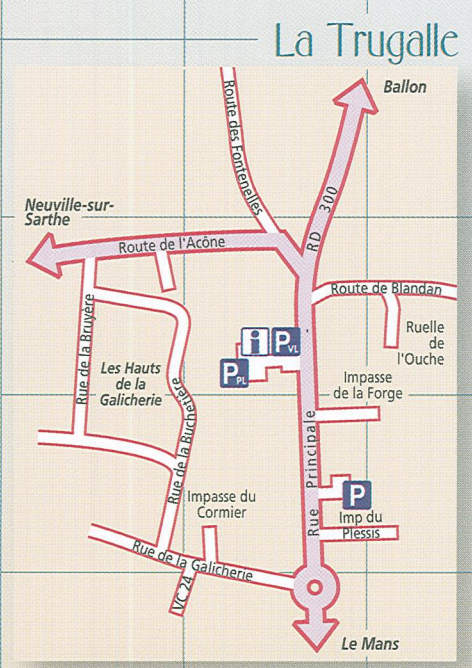 La Trugalle
Ballon
Route des Fontenelles
RD 300
Neuville-sur-
Sarthe
Route de l'Acône
Route de Blandan
Rue de la Bruyère
Ruelle
de
l'Ouche
i
P VL
P PL
Les Hauts
de la
Galicherie
Impasse
de la Forge
Rue de la Buchetière
Rue Principale
P
Impasse du
Cormier
Imp du
Plessis
Rue de la Galicherie
VC 24
Le Mans